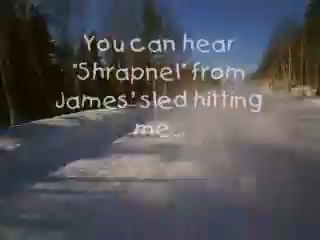 You can hear
"Shrapnel" from
James' sled hitting
me...